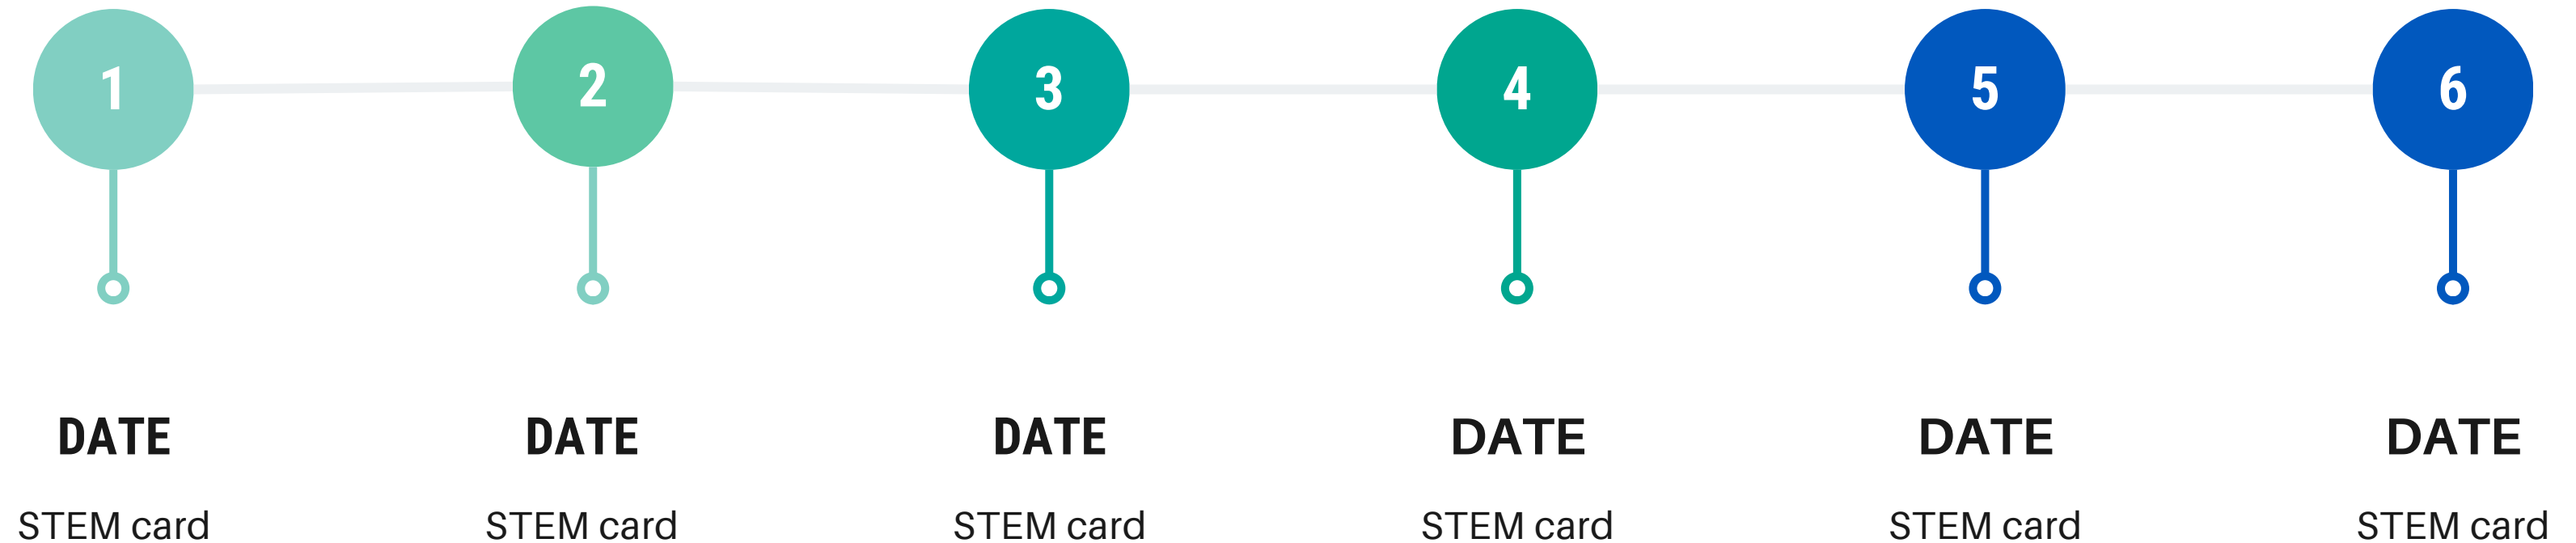 1 2 3 4 5 6
DATE DATE DATE DATE DATE DATE
STEM card STEM card STEM card STEM card STEM card STEM card